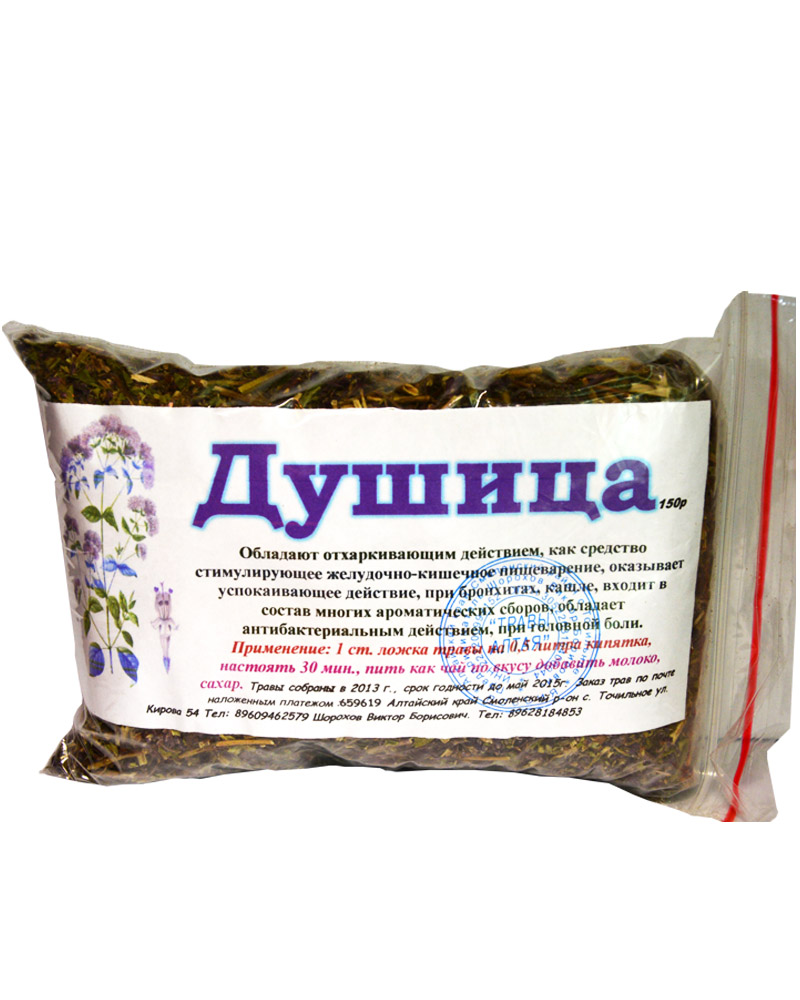 Душица
150р
Обладают отхаркивающим действием, как средство
стимулирующее желудочно-кишечное пищеварение, оказывает
успокаивающее действие, при бронхитах, кашле, входит в
состав многих ароматических сборов, обладает
антибактериальным действием, при головной боли.
Применение: 1 ст. ложка травы на 0,5 литра кипятка,
настоять 30 мин., пить как чай по вкусу добавить молоко,
сахар. Травы собраны в 2013 г., срок годности до май 2015г. Заказ трав по почте
наложенным платежом :659619 Алтайский край Смоленский р-он с. Точильное ул.
Кирова 54 Тел: 89609462579 Шорохов Виктор Борисович. Тел: 89628184853
"ТРАВЫ
АЛТАЯ"